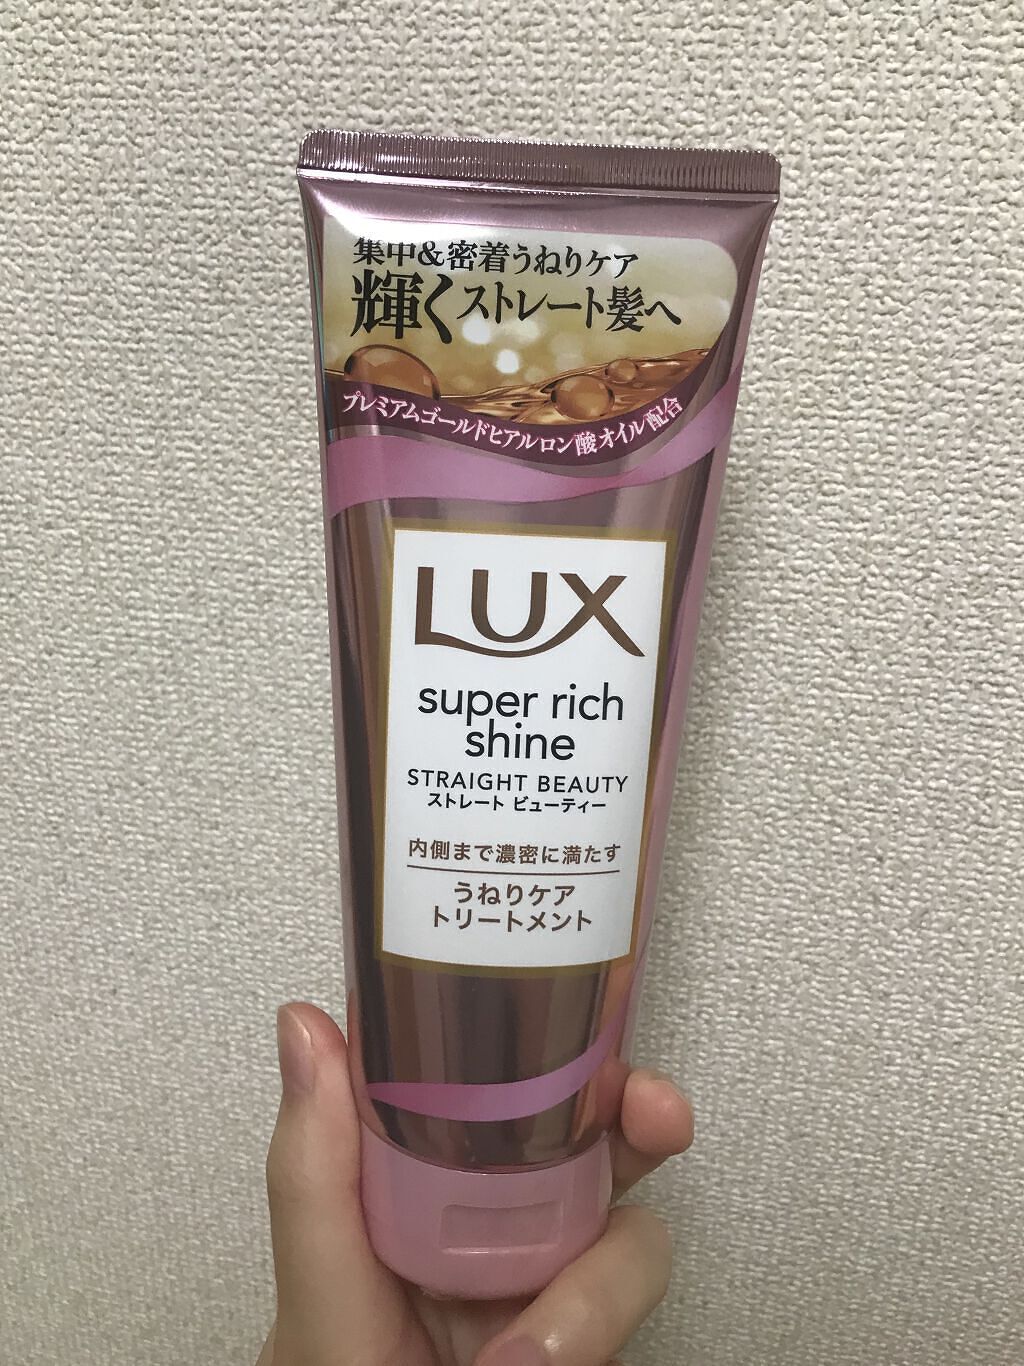 集中&密着うねりケア
輝くストレート髪へ
プレミアムゴールドヒアルロン酸オイル配合
LUX
super rich
shine
STRAIGHT BEAUTY
ストレート ビューティー
内側まで濃密に満たす
うねりケア
トリートメント